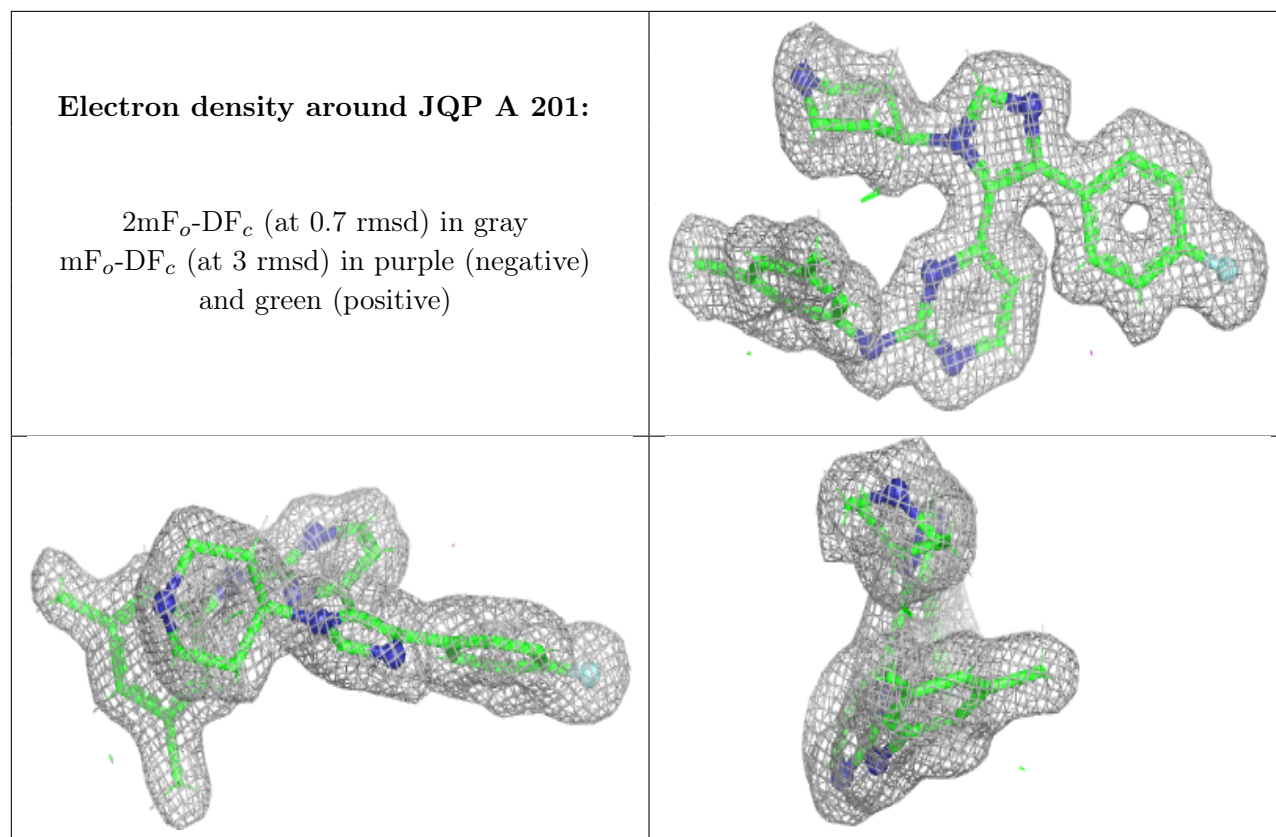 Electron density around JQP A 201:
2mFₒ-DF𝒸 (at 0.7 rmsd) in gray
mFₒ-DF𝒸 (at 3 rmsd) in purple (negative)
and green (positive)